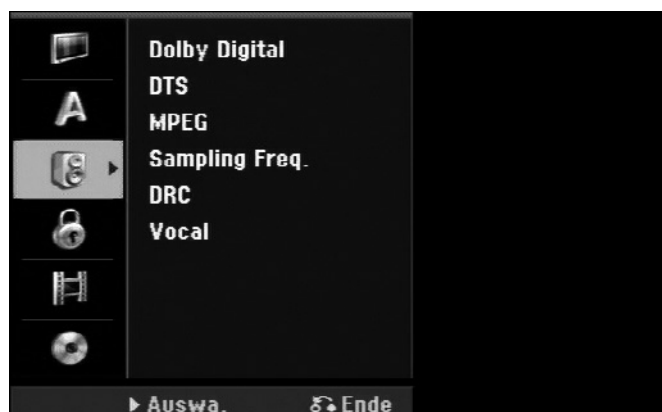 Dolby Digital
DTS
MPEG
Sampling Freq.
DRC
Vocal
Auswa. Ende